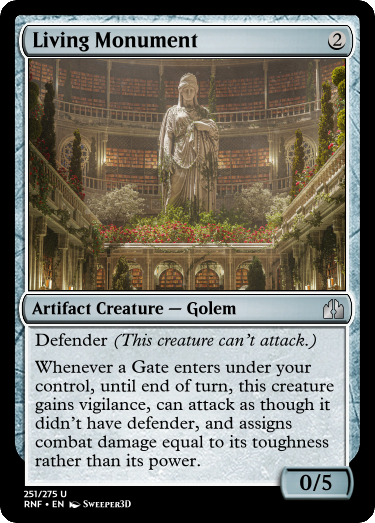 Living Monument 2
Artifact Creature — Golem
Defender (This creature can't attack.)
Whenever a Gate enters under your
control, until end of turn, this creature
gains vigilance, can attack as though it
didn't have defender, and assigns
combat damage equal to its toughness
rather than its power.
0/5
251/275 U
RNF • EN Sweeper3D